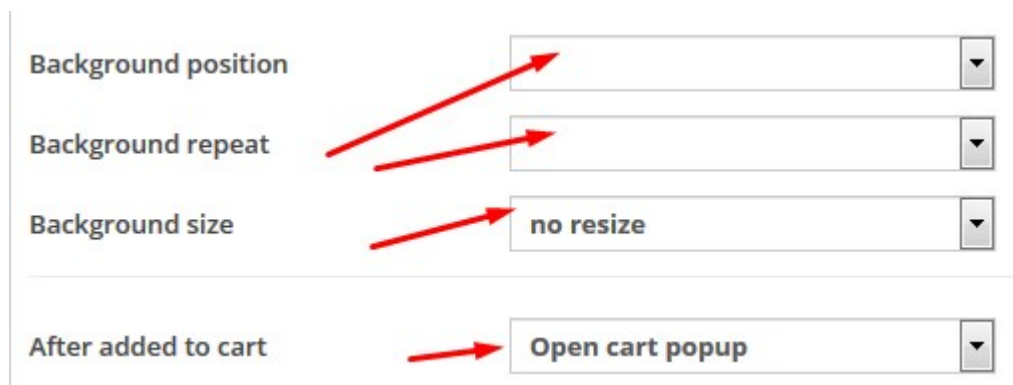 Background position
Background repeat
Background size no resize
After added to cart Open cart popup